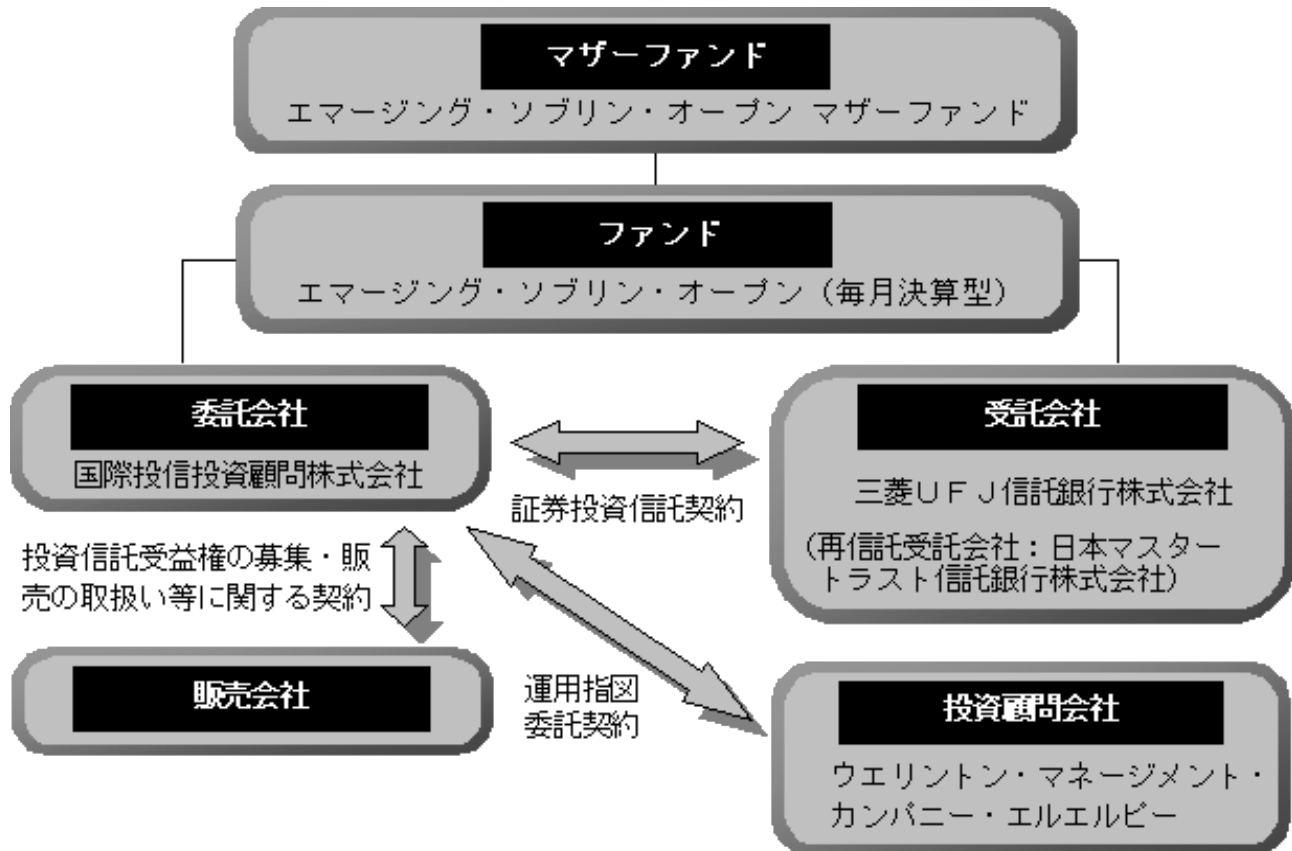 マザーファンド
エマージング・ソブリン・オープン マザーファンド
ファンド
エマージング・ソブリン・オープン（毎月決算型）
委託会社
国際投信投資顧問株式会社
証券投資信託契約
受託会社
三菱ＵＦＪ信託銀行株式会社
（再信託受託会社：日本マスター
トラスト信託銀行株式会社）
投資信託受益権の募集・販
売の取扱い等に関する契約
販売会社
運用指図
委託契約
投資顧問会社
ウエリントン・マネージメント・
カンパニー・エルエルピー